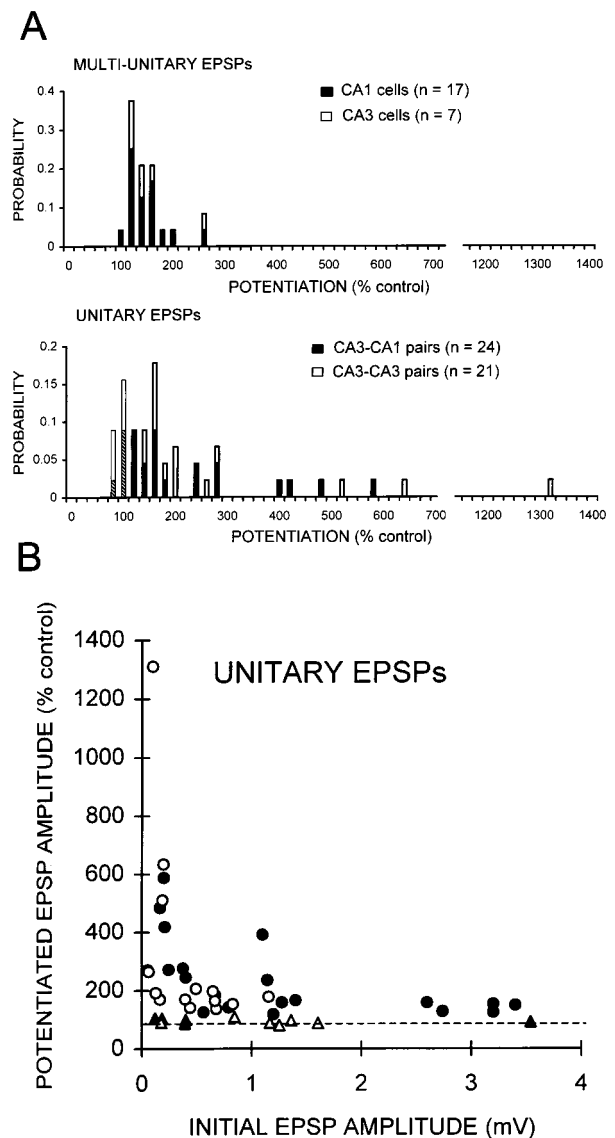 A
MULTI-UNITARY EPSPs
CA1 cells (n = 17)
CA3 cells (n = 7)
PROBABILITY
0.4
0.3
0.2
0.1
0
0 100 200 300 400 500 600 700 1200 1300 1400
POTENTIATION (% control)
UNITARY EPSPs
CA3-CA1 pairs (n = 24)
CA3-CA3 pairs (n = 21)
PROBABILITY
0.2
0.15
0.1
0.05
0
0 100 200 300 400 500 600 700 1200 1300 1400
POTENTIATION (% control)
B
UNITARY EPSPs
POTENTIATED EPSP AMPLITUDE (% control)
1400
1200
1000
800
600
400
200
0
0 1 2 3 4
INITIAL EPSP AMPLITUDE (mV)